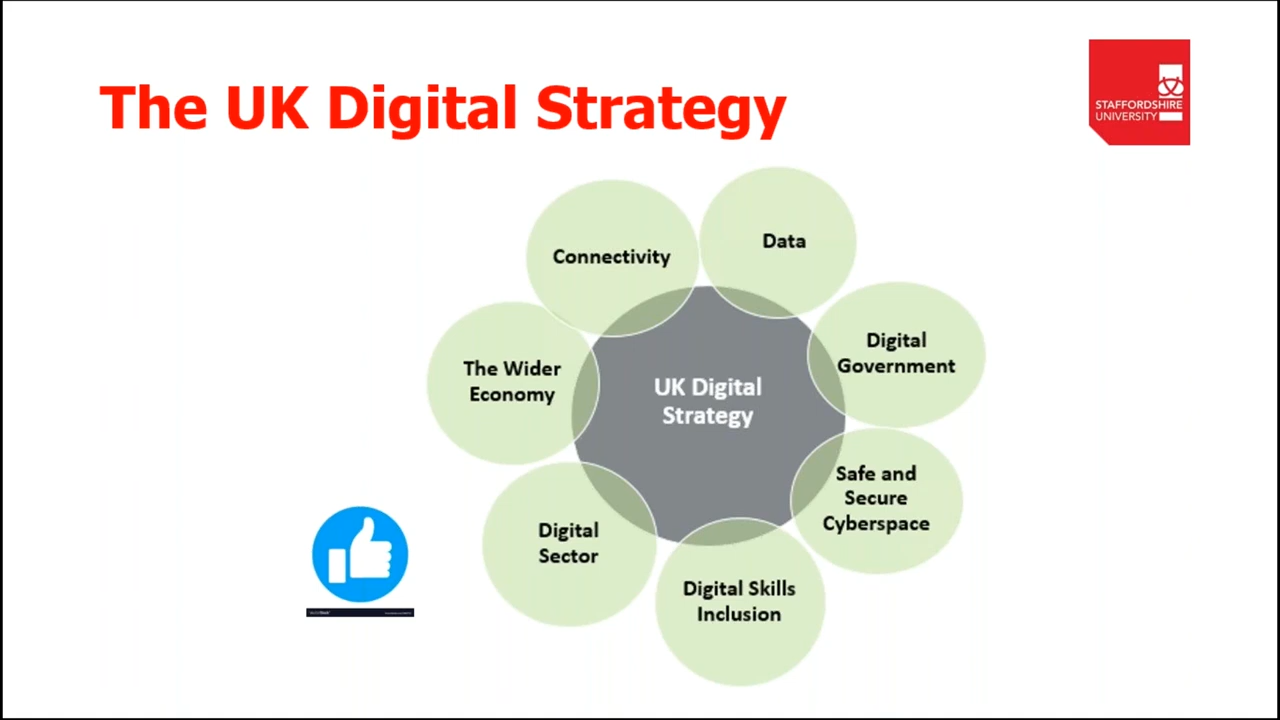 The UK Digital Strategy
STAFFORDSHIRE
UNIVERSITY
Connectivity
Data
Digital
Government
The Wider
Economy
UK Digital
Strategy
Safe and
Secure
Cyberspace
Digital
Sector
Digital Skills
Inclusion